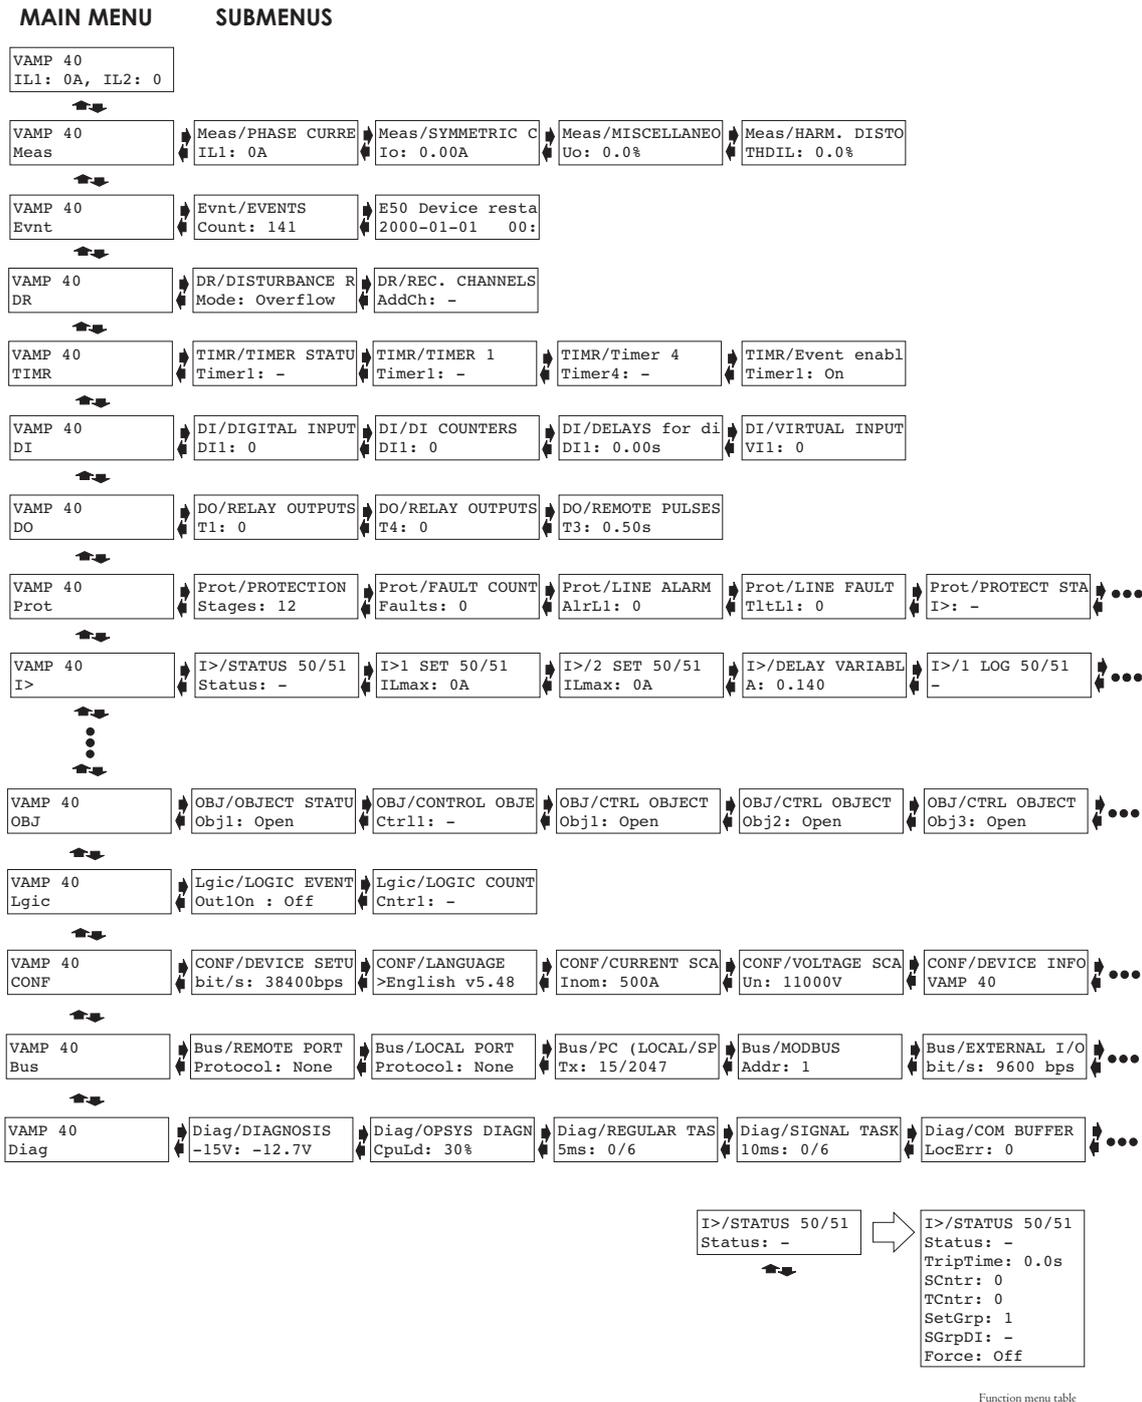 MAIN MENU SUBMENUS
VAMP 40
IL1: 0A, IL2: 0
VAMP 40
Meas
Meas/PHASE CURRE
IL1: 0A
Meas/SYMMETRIC C
Io: 0.00A
Meas/MISCELLANEO
Uo: 0.0%
Meas/HARM. DISTO
THDIL: 0.0%
VAMP 40
Evnt
Evnt/EVENTS
Count: 141
E50 Device resta
2000-01-01 00:
VAMP 40
DR
DR/DISTURBANCE R
Mode: Overflow
DR/REC. CHANNELS
AddCh: -
VAMP 40
TIMR
TIMR/TIMER STATU
Timer1: -
TIMR/TIMER 1
Timer1: -
TIMR/Timer 4
Timer4: -
TIMR/Event enabl
Timer1: On
VAMP 40
DI
DI/DIGITAL INPUT
DI1: 0
DI/DI COUNTERS
DI1: 0
DI/DELAYS for di
DI1: 0.00s
DI/VIRTUAL INPUT
VI1: 0
VAMP 40
DO
DO/RELAY OUTPUTS
T1: 0
DO/RELAY OUTPUTS
T4: 0
DO/REMOTE PULSES
T3: 0.50s
VAMP 40
Prot
Prot/PROTECTION
Stages: 12
Prot/FAULT COUNT
Faults: 0
Prot/LINE ALARM
AlrL1: 0
Prot/LINE FAULT
TltL1: 0
Prot/PROTECT STA
I>: -
VAMP 40
I>
I>/STATUS 50/51
Status: -
I>1 SET 50/51
ILmax: 0A
I>/2 SET 50/51
ILmax: 0A
I>/DELAY VARIABL
A: 0.140
I>/1 LOG 50/51
-
VAMP 40
OBJ
OBJ/OBJECT STATU
Obj1: Open
OBJ/CONTROL OBJE
Ctrl1: -
OBJ/CTRL OBJECT
Obj1: Open
OBJ/CTRL OBJECT
Obj2: Open
OBJ/CTRL OBJECT
Obj3: Open
VAMP 40
Lgic
Lgic/LOGIC EVENT
Out1On : Off
Lgic/LOGIC COUNT
Cntr1: -
VAMP 40
CONF
CONF/DEVICE SETU
bit/s: 38400bps
CONF/LANGUAGE
>English v5.48
CONF/CURRENT SCA
Inom: 500A
CONF/VOLTAGE SCA
Un: 11000V
CONF/DEVICE INFO
VAMP 40
VAMP 40
Bus
Bus/REMOTE PORT
Protocol: None
Bus/LOCAL PORT
Protocol: None
Bus/PC (LOCAL/SP
Tx: 15/2047
Bus/MODBUS
Addr: 1
Bus/EXTERNAL I/O
bit/s: 9600 bps
VAMP 40
Diag
Diag/DIAGNOSIS
-15V: -12.7V
Diag/OPSYS DIAGN
CpuLd: 30%
Diag/REGULAR TAS
5ms: 0/6
Diag/SIGNAL TASK
10ms: 0/6
Diag/COM BUFFER
LocErr: 0
I>/STATUS 50/51
Status: -
I>/STATUS 50/51
Status: -
TripTime: 0.0s
SCntr: 0
TCntr: 0
SetGrp: 1
SGrpDI: -
Force: Off
Function menu table